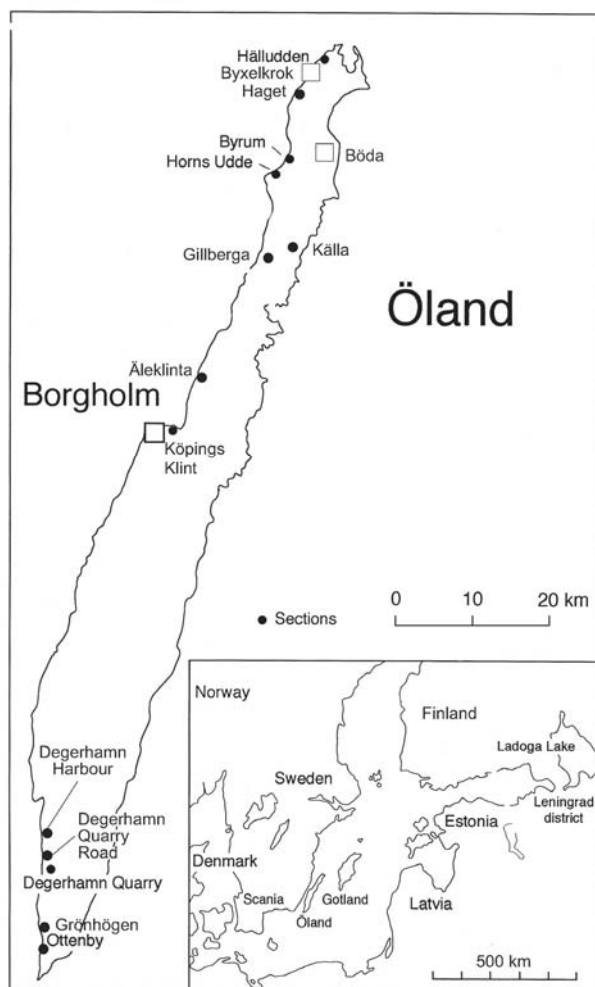 Hälludden
Byxelkrok
Haget
Byrum
Horns Udde
Böda
Gillberga
Källa
Öland
Äleklinta
Borgholm
Köpings
Klint
0 10 20 km
Sections
Norway
Finland
Ladoga Lake
Sweden
Leningrad
district
Estonia
Denmark
Scania
Gotland
Öland
Latvia
500 km
Degerhamn
Harbour
Degerhamn
Quarry
Road
Degerhamn Quarry
Grönhögen
Ottenby